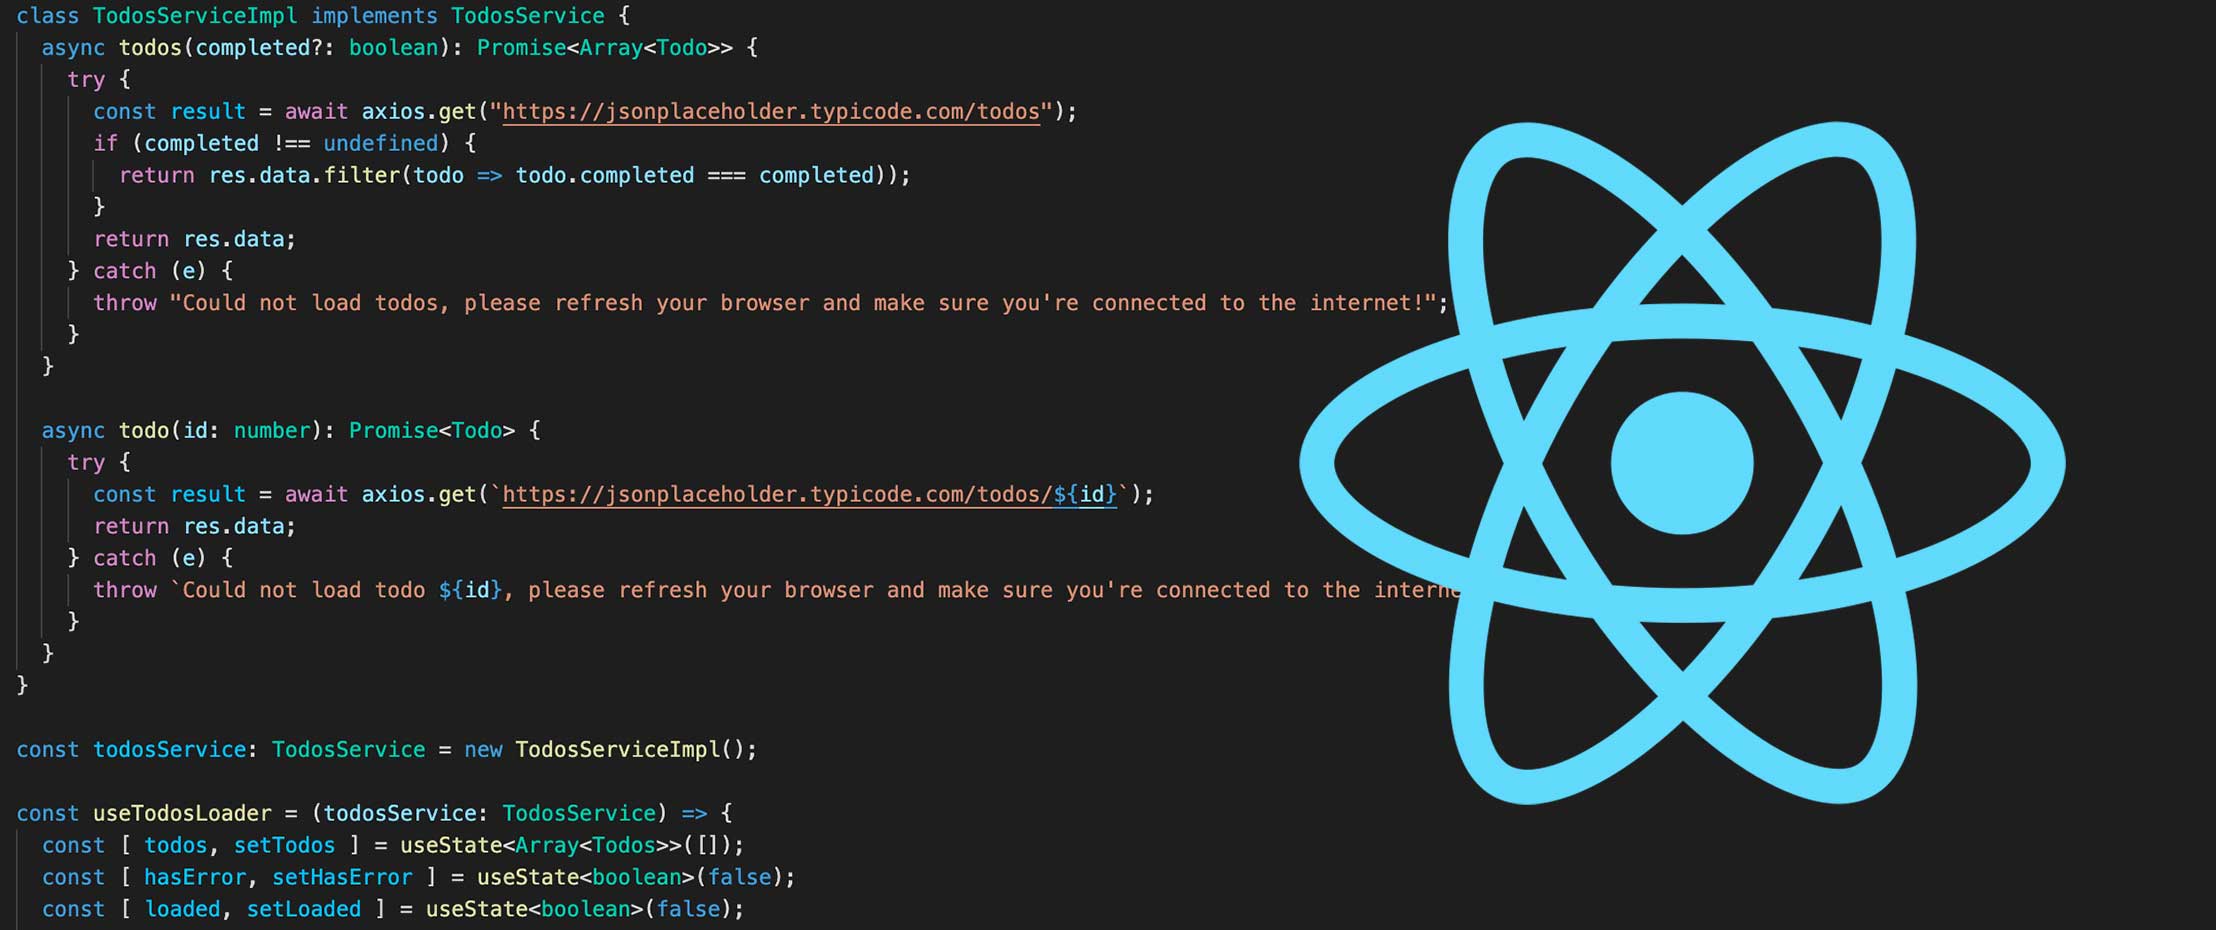 class TodosServiceImpl implements TodosService {
async todos(completed?: boolean): Promise<Array<Todo>> {
try {
const result = await axios.get("https://jsonplaceholder.typicode.com/todos");
if (completed !== undefined) {
return res.data.filter(todo => todo.completed === completed));
}
return res.data;
} catch (e) {
throw "Could not load todos, please refresh your browser and make sure you're connected to the internet!";
}
}
async todo(id: number): Promise<Todo> {
try {
const result = await axios.get(`https://jsonplaceholder.typicode.com/todos/${id}`);
return res.data;
} catch (e) {
throw `Could not load todo ${id}, please refresh your browser and make sure you're connected to the
}
}
}
const todosService: TodosService = new TodosServiceImpl();
const useTodosLoader = (todosService: TodosService) => {
const [ todos, setTodos ] = useState<Array<Todos>>([]);
const [ hasError, setHasError ] = useState<boolean>(false);
const [ loaded, setLoaded ] = useState<boolean>(false);